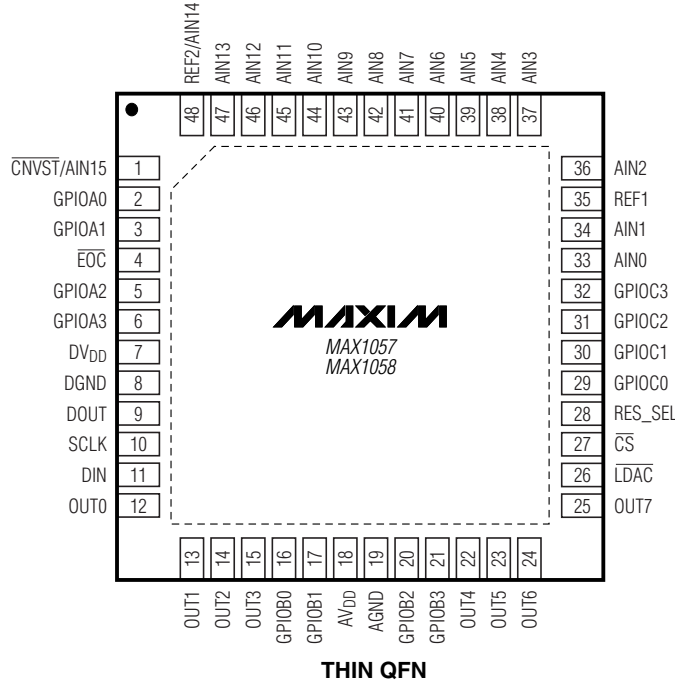 REF2/AIN14 AIN13 AIN12 AIN11 AIN10 AIN9 AIN8 AIN7 AIN6 AIN5 AIN4 AIN3
48 47 46 45 44 43 42 41 40 39 38 37
C̅N̅V̅S̅T̅/AIN15 1
GPIOA0 2
GPIOA1 3
E̅O̅C̅ 4
GPIOA2 5
GPIOA3 6
DVDD 7
DGND 8
DOUT 9
SCLK 10
DIN 11
OUT0 12
MAXIM
MAX1057
MAX1058
36 AIN2
35 REF1
34 AIN1
33 AIN0
32 GPIOC3
31 GPIOC2
30 GPIOC1
29 GPIOC0
28 RES_SEL
27 C̅S̅
26 L̅D̅A̅C̅
25 OUT7
13 14 15 16 17 18 19 20 21 22 23 24
OUT1 OUT2 OUT3 GPIOB0 GPIOB1 AVDD AGND GPIOB2 GPIOB3 OUT4 OUT5 OUT6
THIN QFN